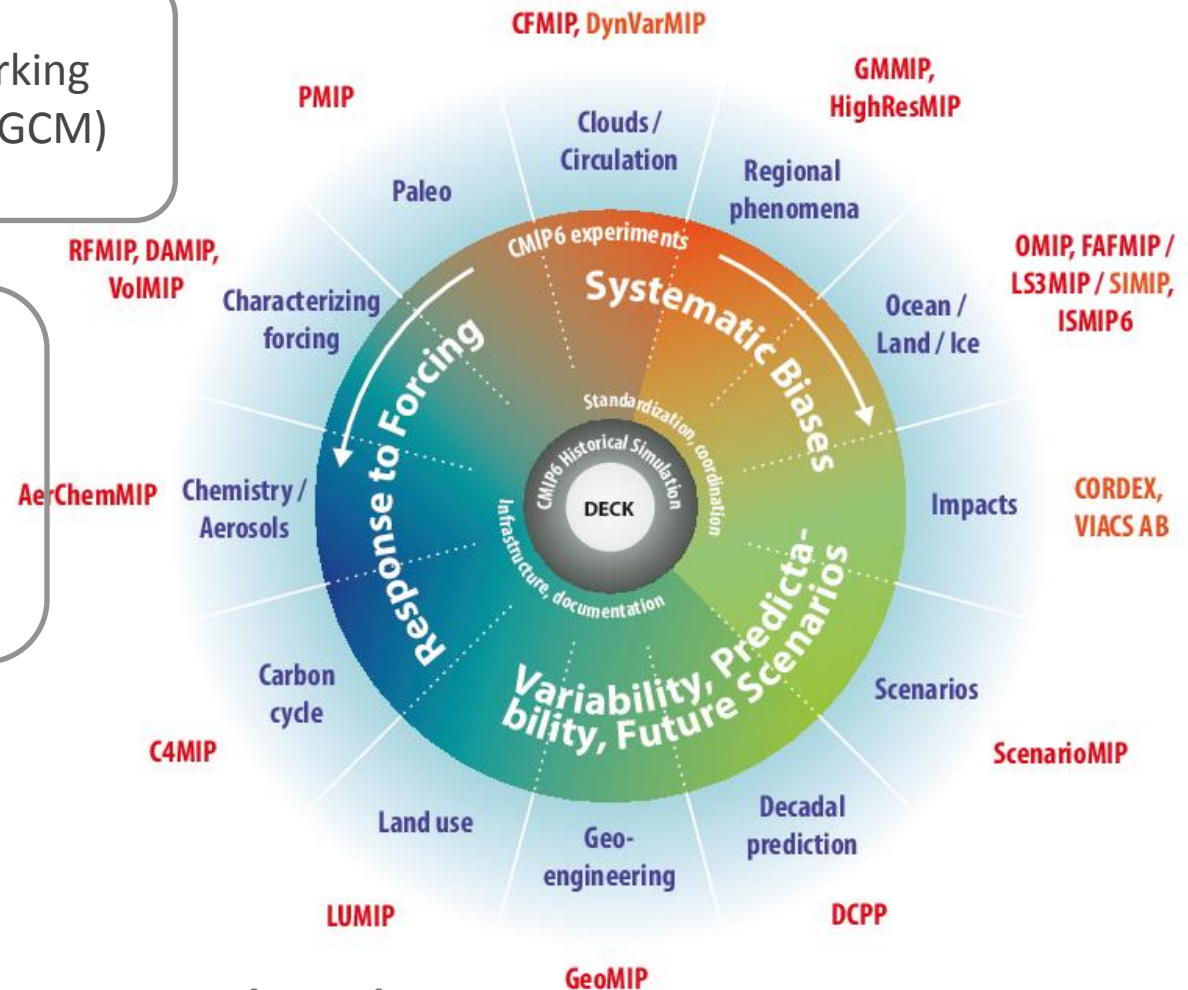 rking
GCM)
CFMIP, DynVarMIP
GMMIP,
HighResMIP
PMIP
Clouds /
Circulation
Regional
phenomena
Paleo
RFMIP, DAMIP,
VolMIP
Characterizing
forcing
CMIP6 experiments
Systematic Biases
OMIP, FAFMIP /
LS3MIP / SIMIP,
ISMIP6
Ocean /
Land / Ice
Response to Forcing
Standardization, coordination
CMIP6 Historical Simulation
DECK
Infrastructure, documentation
AerChemMIP
Chemistry /
Aerosols
Impacts
CORDEX,
VIACS AB
Variability, Predicta-
bility, Future Scenarios
Carbon
cycle
C4MIP
Scenarios
ScenarioMIP
Land use
LUMIP
Geo-
engineering
GeoMIP
Decadal
prediction
DCPP